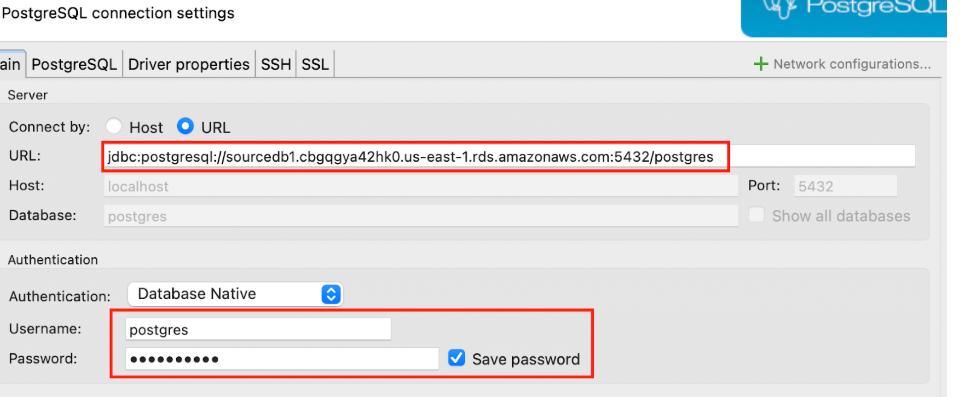 PostgreSQL connection settings
PostgreSQL
ain PostgreSQL Driver properties SSH SSL + Network configurations...
Server
Connect by: Host URL
URL: jdbc:postgresql://sourcedb1.cbgqgya42hk0.us-east-1.rds.amazonaws.com:5432/postgres
Host: localhost Port: 5432
Database: postgres Show all databases
Authentication
Authentication: Database Native
Username: postgres
Password: •••••••••• Save password